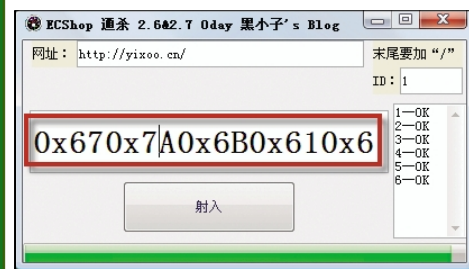 ECShop 通杀 2.6&2.7 0day 黑小子's Blog
网址： http://yixoo.cn/
末尾要加 "/"
ID： 1
0x670x7A0x6B0x610x6
1—OK
2—OK
3—OK
4—OK
5—OK
6—OK
射入